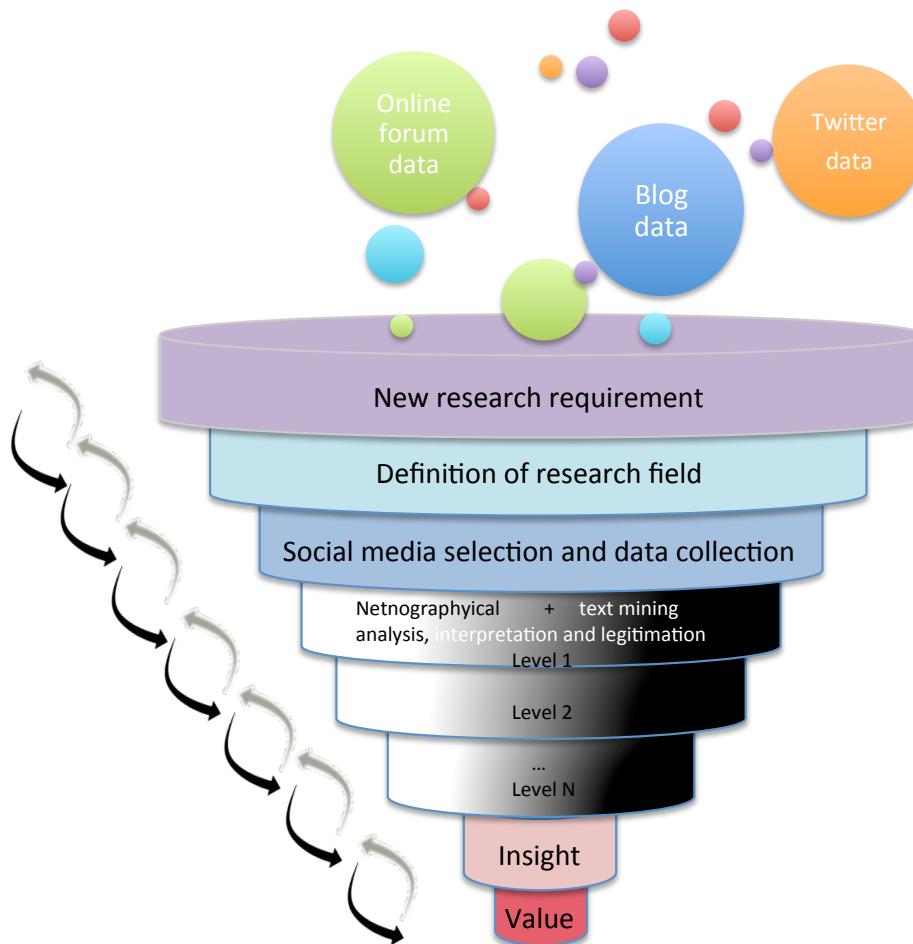 Online
forum
data
Twitter
data
Blog
data
New research requirement
Definition of research field
Social media selection and data collection
Netnographyical + text mining
analysis, interpretation and legitimation
Level 1
Level 2
...
Level N
Insight
Value